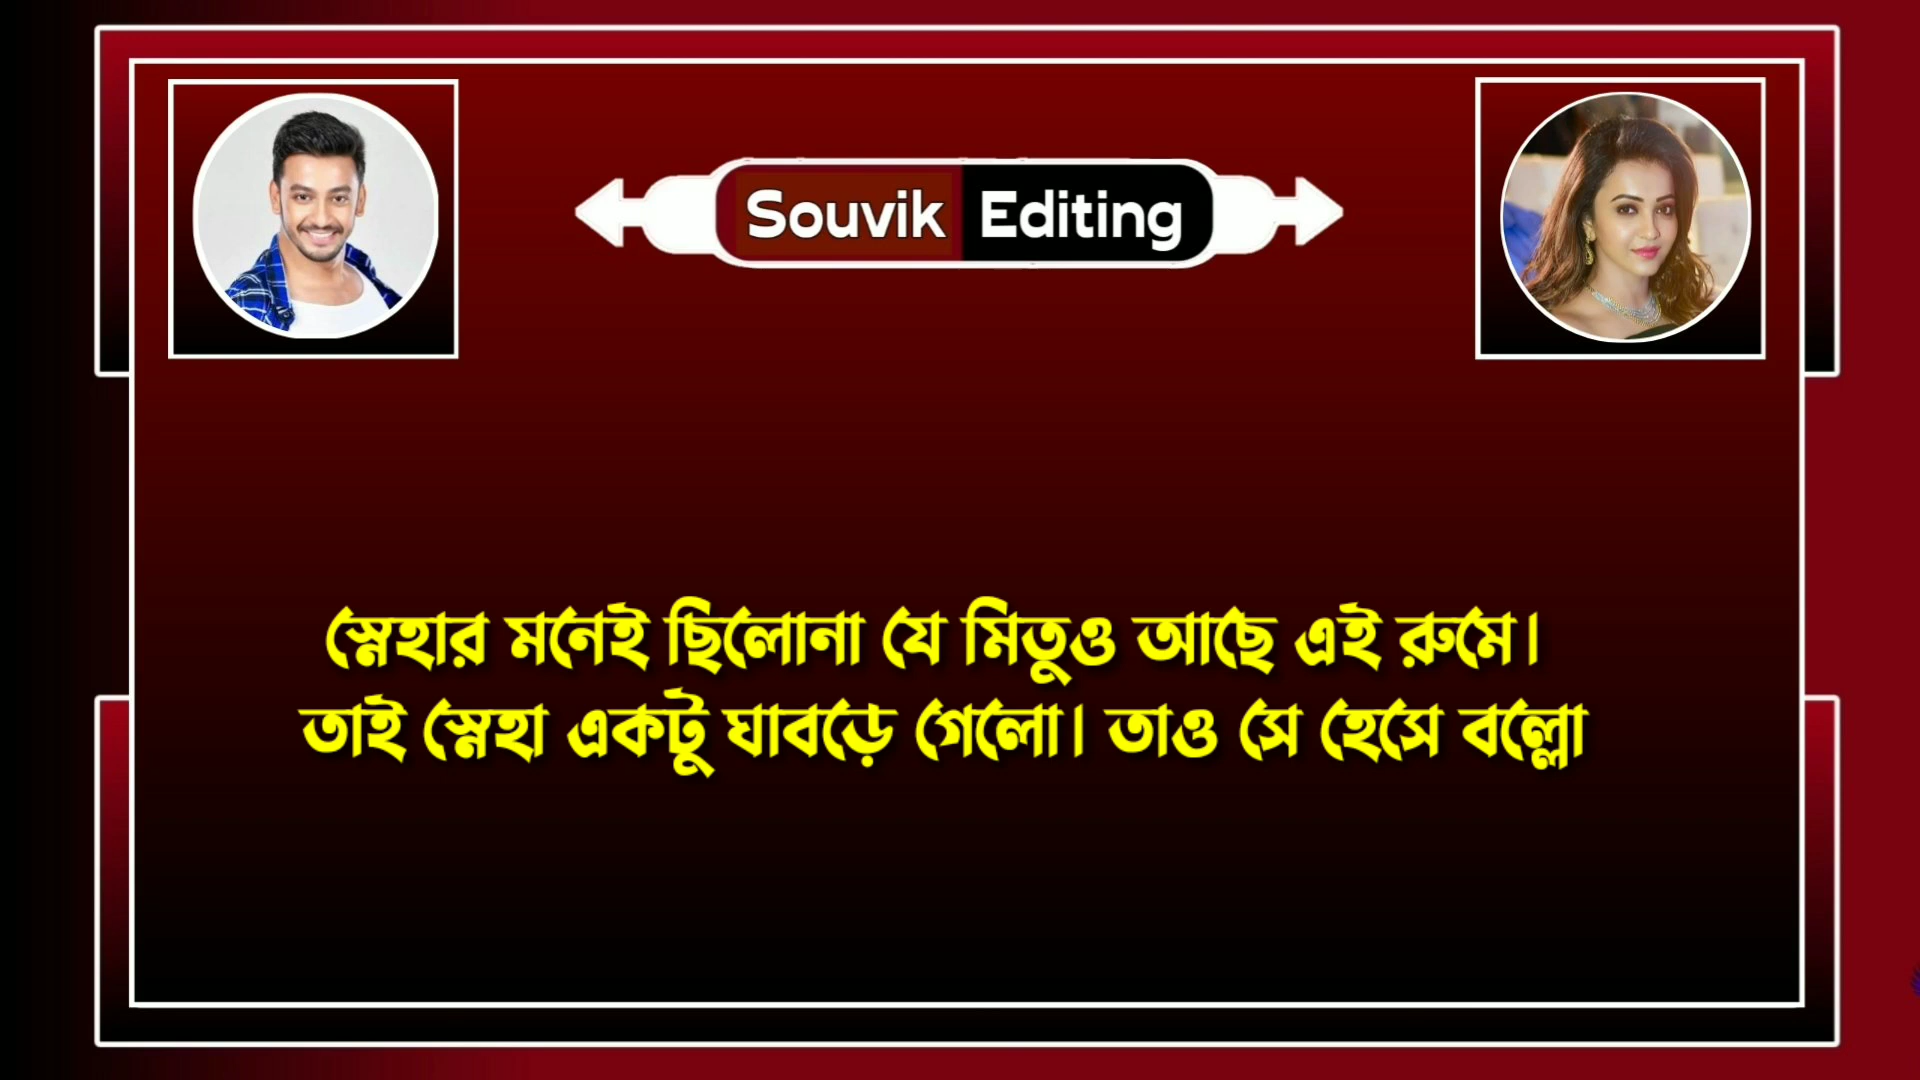 Souvik Editing
স্নেহার মনেই ছিলোনা যে মিতুও আছে এই রুমে।
তাই স্নেহা একটু ঘাবড়ে গেলো। তাও সে হেসে বল্লো